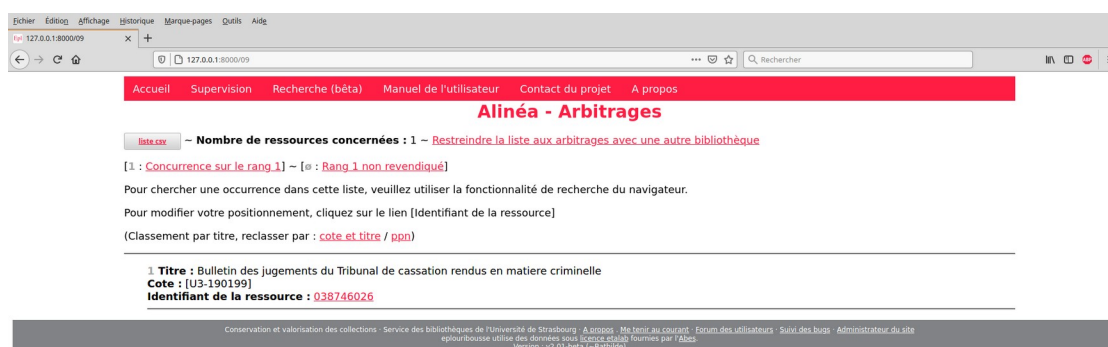 Fichier Édition Affichage Historique Marque-pages Outils Aide
Epl 127.0.0.1:8000/09 × +
127.0.0.1:8000/09 ··· Rechercher ABP
Accueil Supervision Recherche (bêta) Manuel de l'utilisateur Contact du projet A propos
Alinéa - Arbitrages
liste csv ~ Nombre de ressources concernées : 1 ~ Restreindre la liste aux arbitrages avec une autre bibliothèque
[1 : Concurrence sur le rang 1] ~ [ø : Rang 1 non revendiqué]
Pour chercher une occurrence dans cette liste, veuillez utiliser la fonctionnalité de recherche du navigateur.
Pour modifier votre positionnement, cliquez sur le lien [Identifiant de la ressource]
(Classement par titre, reclasser par : cote et titre / ppn)
1 Titre : Bulletin des jugements du Tribunal de cassation rendus en matiere criminelle
Cote : [U3-190199]
Identifiant de la ressource : 038746026
Conservation et valorisation des collections · Service des bibliothèques de l'Université de Strasbourg · A propos · Me tenir au courant · Forum des utilisateurs · Suivi des bugs · Administrateur du site
eplouribousse utilise des données sous licence etalab fournies par l'Abes.
Version : v2.01-beta (~Bathilde)